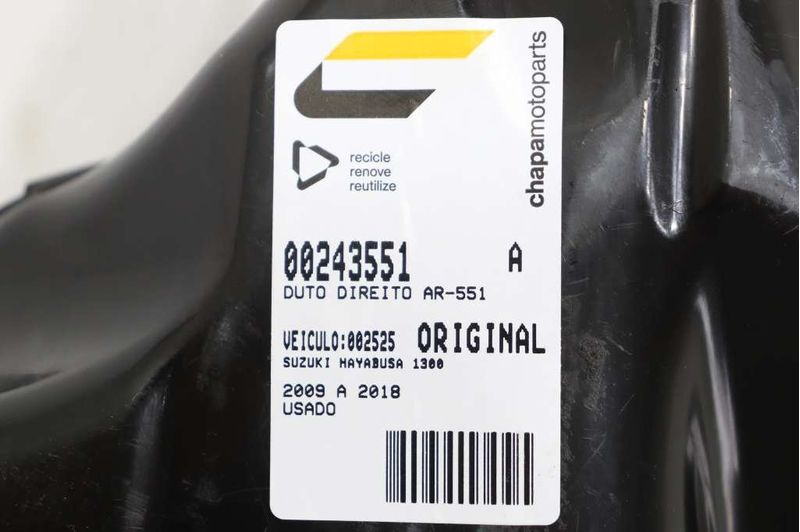 chapamotoparts
recicle
renove
reutilize
00243551 A
DUTO DIREITO AR-551
VEICULO:002525 ORIGINAL
SUZUKI HAYABUSA 1300
2009 A 2018
USADO